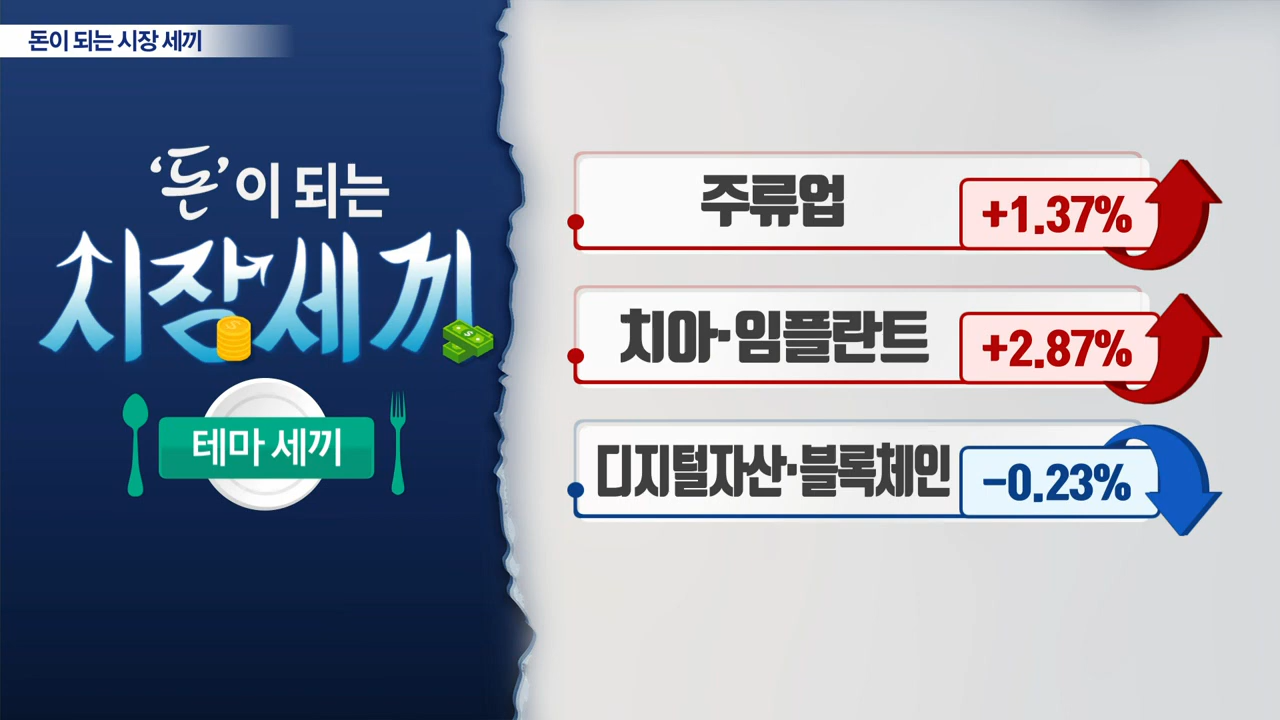 돈이 되는 시장 세끼
‘돈’이 되는
시장세끼
테마 세끼
주류업
+1.37%
치아·임플란트
+2.87%
디지털자산·블록체인
-0.23%